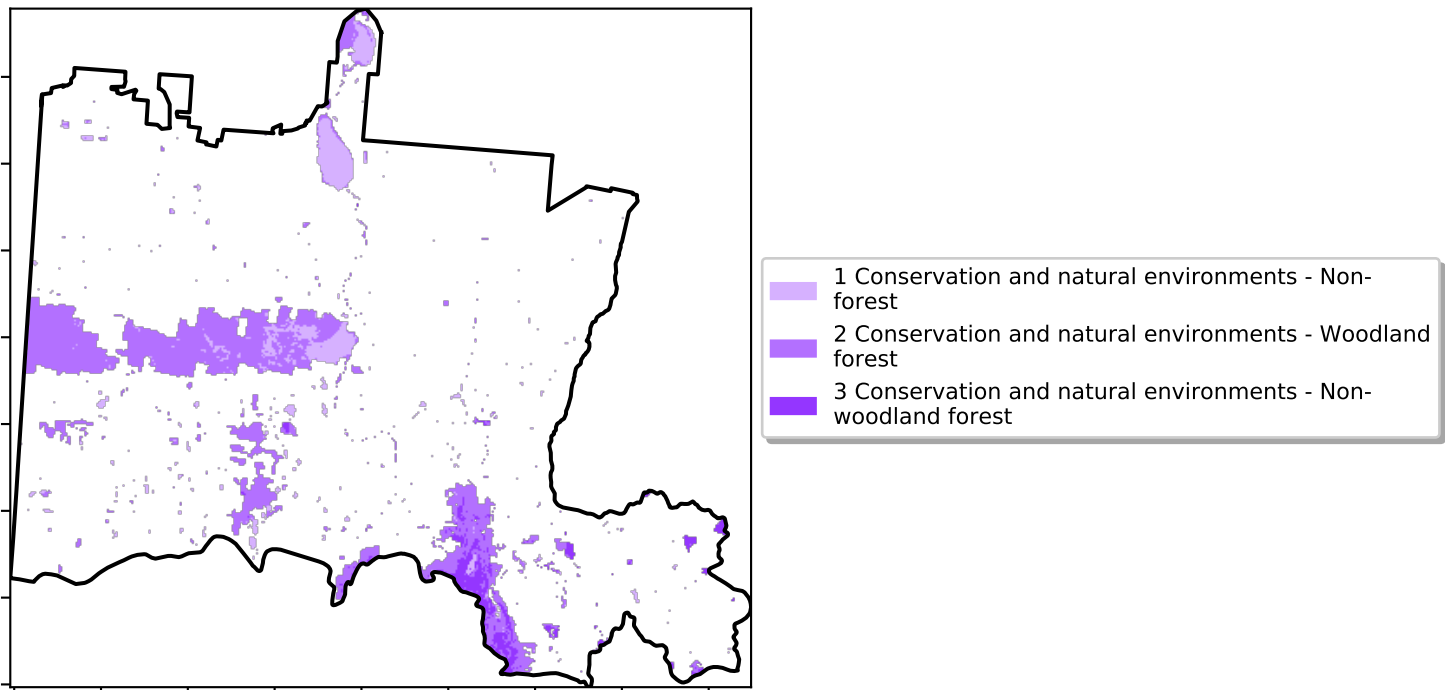 1 Conservation and natural environments - Non-
forest
2 Conservation and natural environments - Woodland
forest
3 Conservation and natural environments - Non-
woodland forest